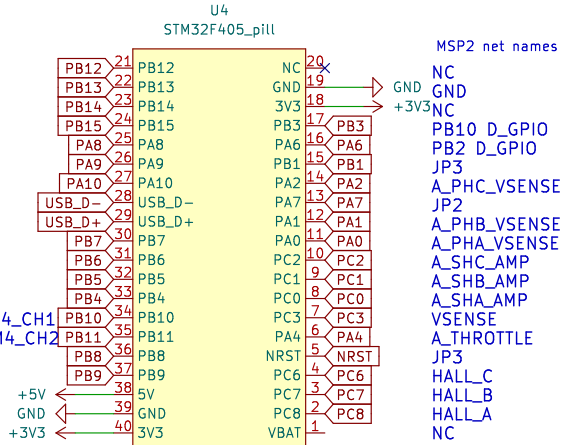 U4
STM32F405_pill
MSP2 net names
PB12 21 PB12 NC 20 NC
PB13 22 PB13 GND 19 GND GND
PB14 23 PB14 3V3 18 +3V3 NC
PB15 24 PB15 PB3 17 PB3 PB10 D_GPIO
PA8 25 PA8 PA6 16 PA6 PB2 D_GPIO
PA9 26 PA9 PB1 15 PB1 JP3
PA10 27 PA10 PA2 14 PA2 A_PHC_VSENSE
USB_D- 28 USB_D- PA7 13 PA7 JP2
USB_D+ 29 USB_D+ PA1 12 PA1 A_PHB_VSENSE
PB7 30 PB7 PA0 11 PA0 A_PHA_VSENSE
PB6 31 PB6 PC2 10 PC2 A_SHC_AMP
PB5 32 PB5 PC1 9 PC1 A_SHB_AMP
PB4 33 PB4 PC0 8 PC0 A_SHA_AMP
4_CH1 PB10 34 PB10 PC3 7 PC3 VSENSE
4_CH2 PB11 35 PB11 PA4 6 PA4 A_THROTTLE
PB8 36 PB8 NRST 5 NRST JP3
PB9 37 PB9 PC6 4 PC6 HALL_C
+5V 38 5V PC7 3 PC7 HALL_B
GND 39 GND PC8 2 PC8 HALL_A
+3V3 40 3V3 VBAT 1 NC